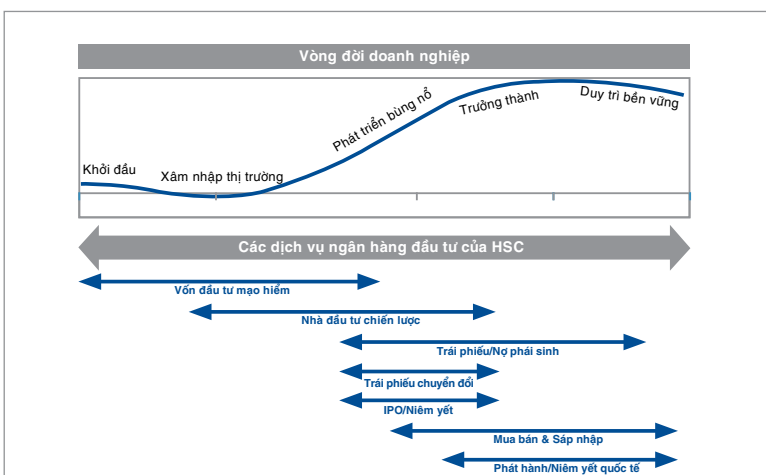 Vòng đời doanh nghiệp
Khởi đầu
Xâm nhập thị trường
Phát triển bùng nổ
Trưởng thành
Duy trì bền vững
Các dịch vụ ngân hàng đầu tư của HSC
Vốn đầu tư mạo hiểm
Nhà đầu tư chiến lược
Trái phiếu/Nợ phái sinh
Trái phiếu chuyển đổi
IPO/Niêm yết
Mua bán & Sáp nhập
Phát hành/Niêm yết quốc tế